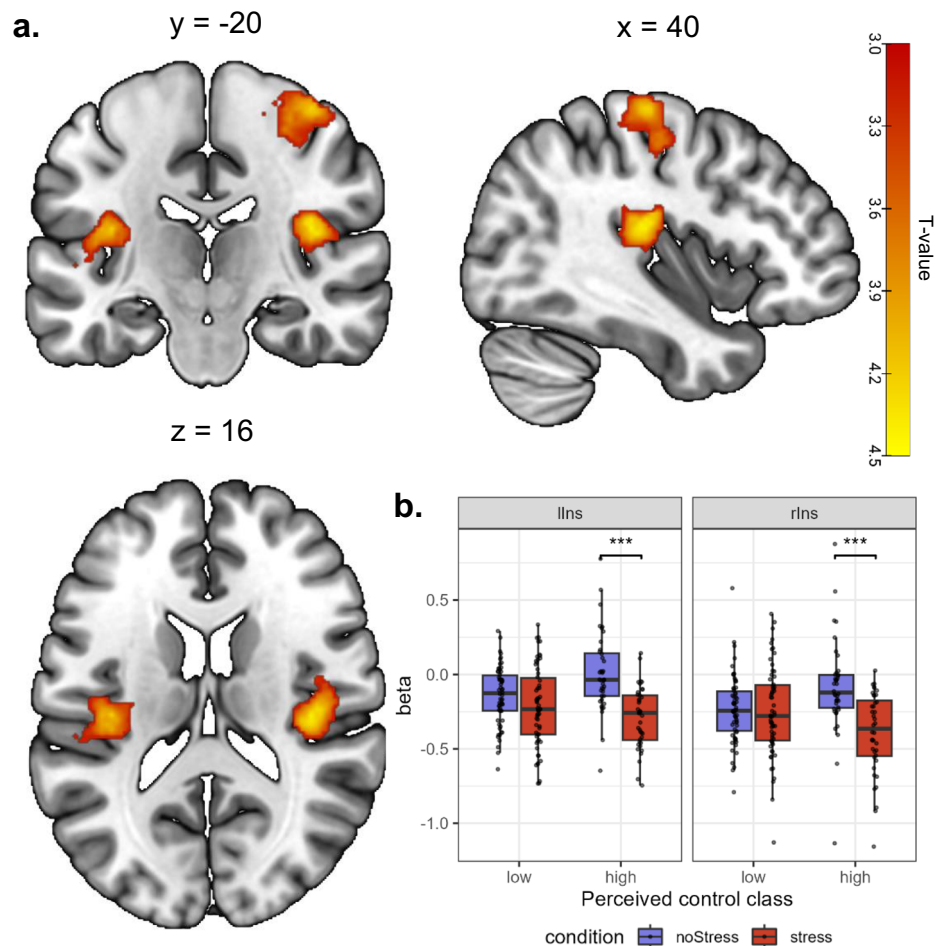 a.
y = -20
x = 40
3.0
3.3
3.6
3.9
4.2
4.5
T-value
z = 16
b.
lIns
rIns
***
***
0.5
0.0
-0.5
-1.0
beta
low
high
low
high
Perceived control class
condition noStress stress